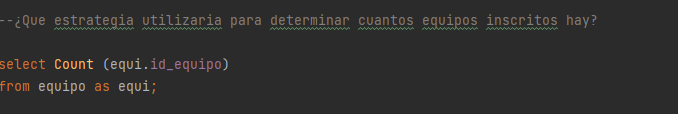 --¿Que estrategia utilizaria para determinar cuantos equipos inscritos hay?
select Count (equi.id_equipo)
from equipo as equi;